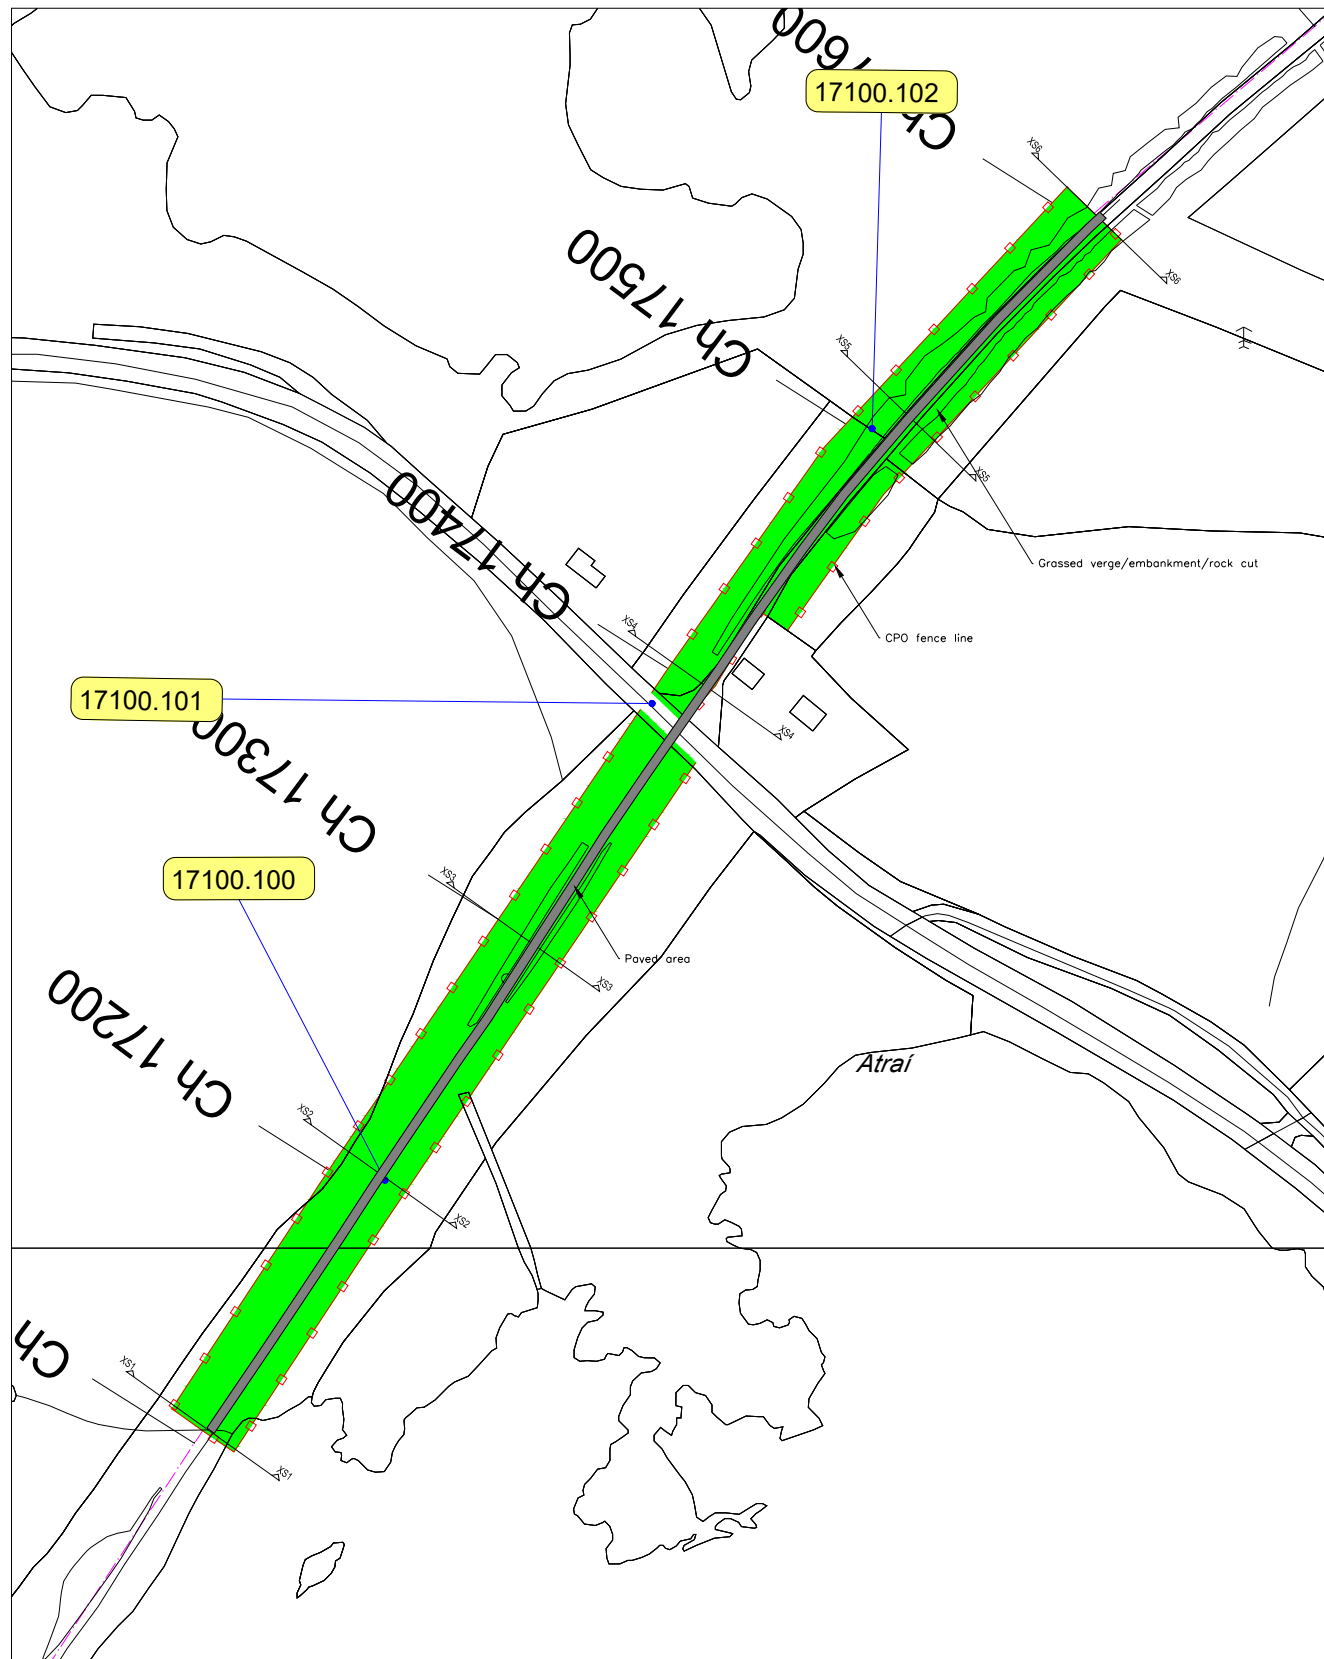 Ch 17600
17100.102
XS6
XS6
Ch 17500
XS5
XS5
Ch 17400
Grassed verge/embankment/rock cut
CPO fence line
XS4
XS4
17100.101
Ch 17300
17100.100
XS3
Paved area
XS3
Ch 17200
Atraí
XS2
XS2
Ch
XS1
XS1